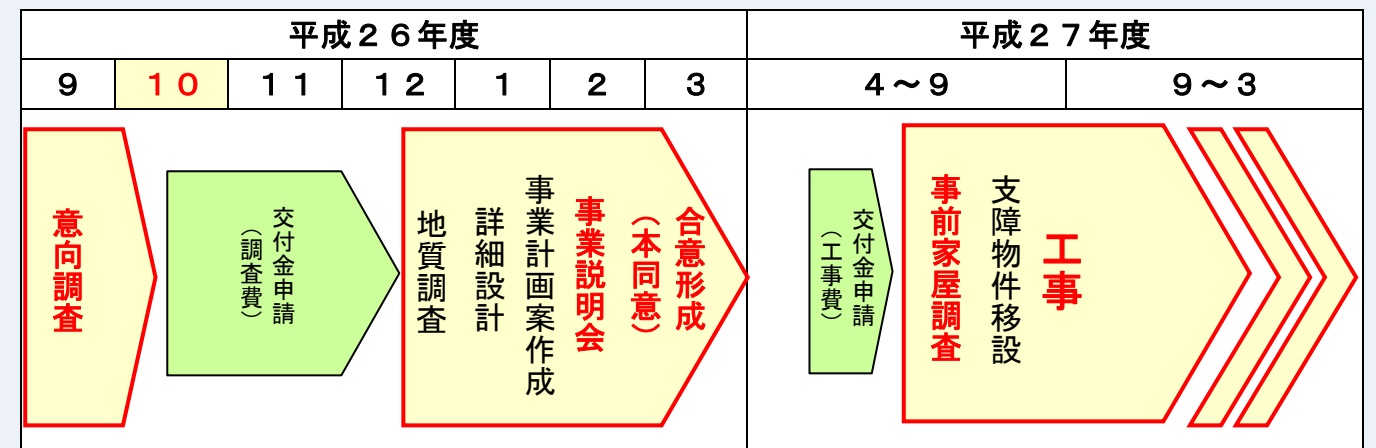 平成２６年度
平成２７年度
９
１０
１１
１２
１
２
３
４～９
９～３
意向調査
交付金申請
（調査費）
地質調査
詳細設計
事業計画案作成
事業説明会
（本同意）
合意形成
交付金申請
（工事費）
事前家屋調査
支障物件移設
工事